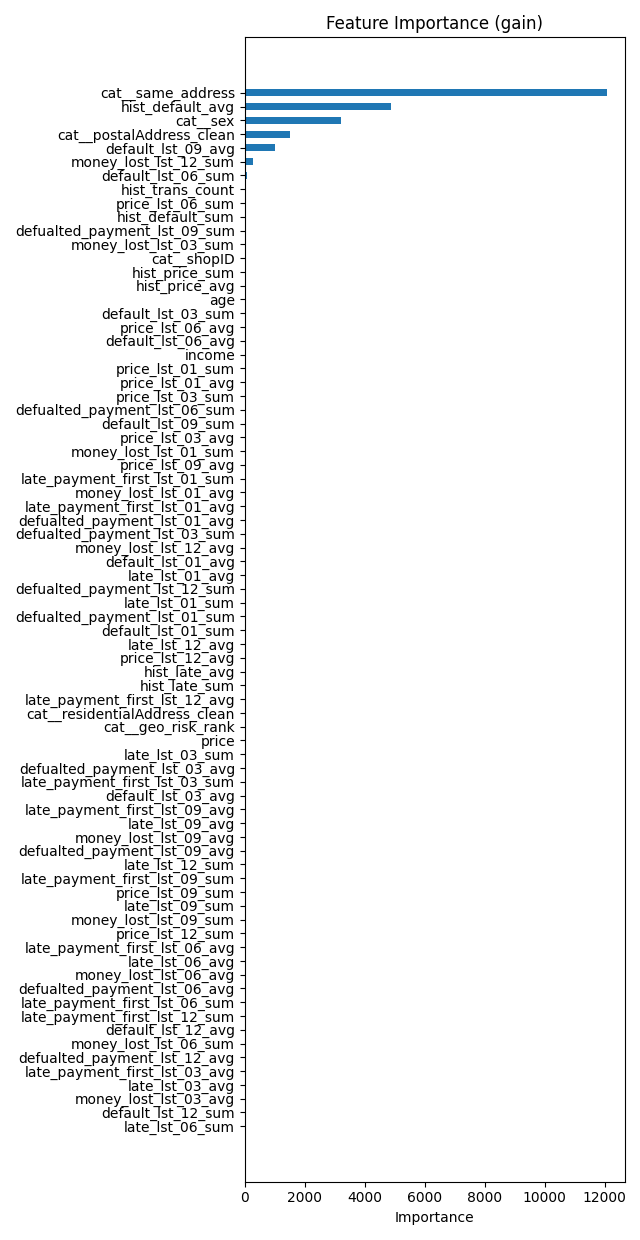 Feature Importance (gain)
cat__same_address
hist_default_avg
cat__sex
cat__postalAddress_clean
default_lst_09_avg
money_lost_lst_12_sum
default_lst_06_sum
hist_trans_count
price_lst_06_sum
hist_default_sum
defualted_payment_lst_09_sum
money_lost_lst_03_sum
cat__shopID
hist_price_sum
hist_price_avg
age
default_lst_03_sum
price_lst_06_avg
default_lst_06_avg
income
price_lst_01_sum
price_lst_01_avg
price_lst_03_sum
defualted_payment_lst_06_sum
default_lst_09_sum
price_lst_03_avg
money_lost_lst_01_sum
price_lst_09_avg
late_payment_first_lst_01_sum
money_lost_lst_01_avg
late_payment_first_lst_01_avg
defualted_payment_lst_01_avg
defualted_payment_lst_03_sum
money_lost_lst_12_avg
default_lst_01_avg
late_lst_01_avg
defualted_payment_lst_12_sum
late_lst_01_sum
defualted_payment_lst_01_sum
default_lst_01_sum
late_lst_12_avg
price_lst_12_avg
hist_late_avg
hist_late_sum
late_payment_first_lst_12_avg
cat__residentialAddress_clean
cat__geo_risk_rank
price
late_lst_03_sum
defualted_payment_lst_03_avg
late_payment_first_lst_03_sum
default_lst_03_avg
late_payment_first_lst_09_avg
late_lst_09_avg
money_lost_lst_09_avg
defualted_payment_lst_09_avg
late_lst_12_sum
late_payment_first_lst_09_sum
price_lst_09_sum
late_lst_09_sum
money_lost_lst_09_sum
price_lst_12_sum
late_payment_first_lst_06_avg
late_lst_06_avg
money_lost_lst_06_avg
defualted_payment_lst_06_avg
late_payment_first_lst_06_sum
late_payment_first_lst_12_sum
default_lst_12_avg
money_lost_lst_06_sum
defualted_payment_lst_12_avg
late_payment_first_lst_03_avg
late_lst_03_avg
money_lost_lst_03_avg
default_lst_12_sum
late_lst_06_sum
0 2000 4000 6000 8000 10000 12000
Importance